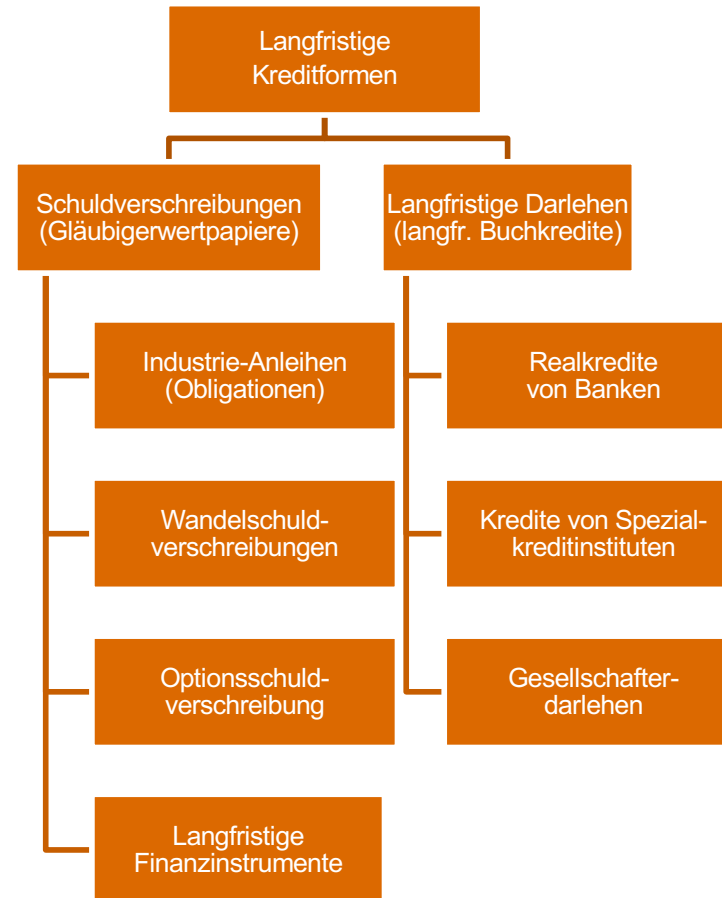 Langfristige
Kreditformen
Schuldverschreibungen
(Gläubigerwertpapiere)
Langfristige Darlehen
(langfr. Buchkredite)
Industrie-Anleihen
(Obligationen)
Realkredite
von Banken
Wandelschuld-
verschreibungen
Kredite von Spezial-
kreditinstituten
Optionsschuld-
verschreibung
Gesellschafter-
darlehen
Langfristige
Finanzinstrumente